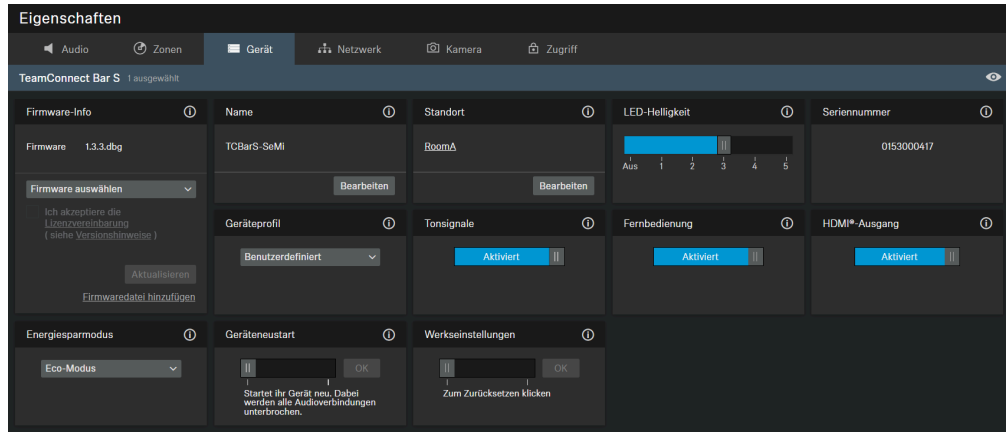 Eigenschaften
Audio
Zonen
Gerät
Netzwerk
Kamera
Zugriff
TeamConnect Bar S 1 ausgewählt
Firmware-Info
Firmware 1.3.3.dbg
Firmware auswählen
Ich akzeptiere die
Lizenzvereinbarung
( siehe Versionshinweise )
Aktualisieren
Firmwaredatei hinzufügen
Name
TCBarS-SeMi
Bearbeiten
Standort
RoomA
Bearbeiten
LED-Helligkeit
Aus 1 2 3 4 5
Seriennummer
0153000417
Geräteprofil
Benutzerdefiniert
Tonsignale
Aktiviert
Fernbedienung
Aktiviert
HDMI®-Ausgang
Aktiviert
Energiesparmodus
Eco-Modus
Geräteneustart
OK
Startet ihr Gerät neu. Dabei
werden alle Audioverbindungen
unterbrochen.
Werkseinstellungen
OK
Zum Zurücksetzen klicken